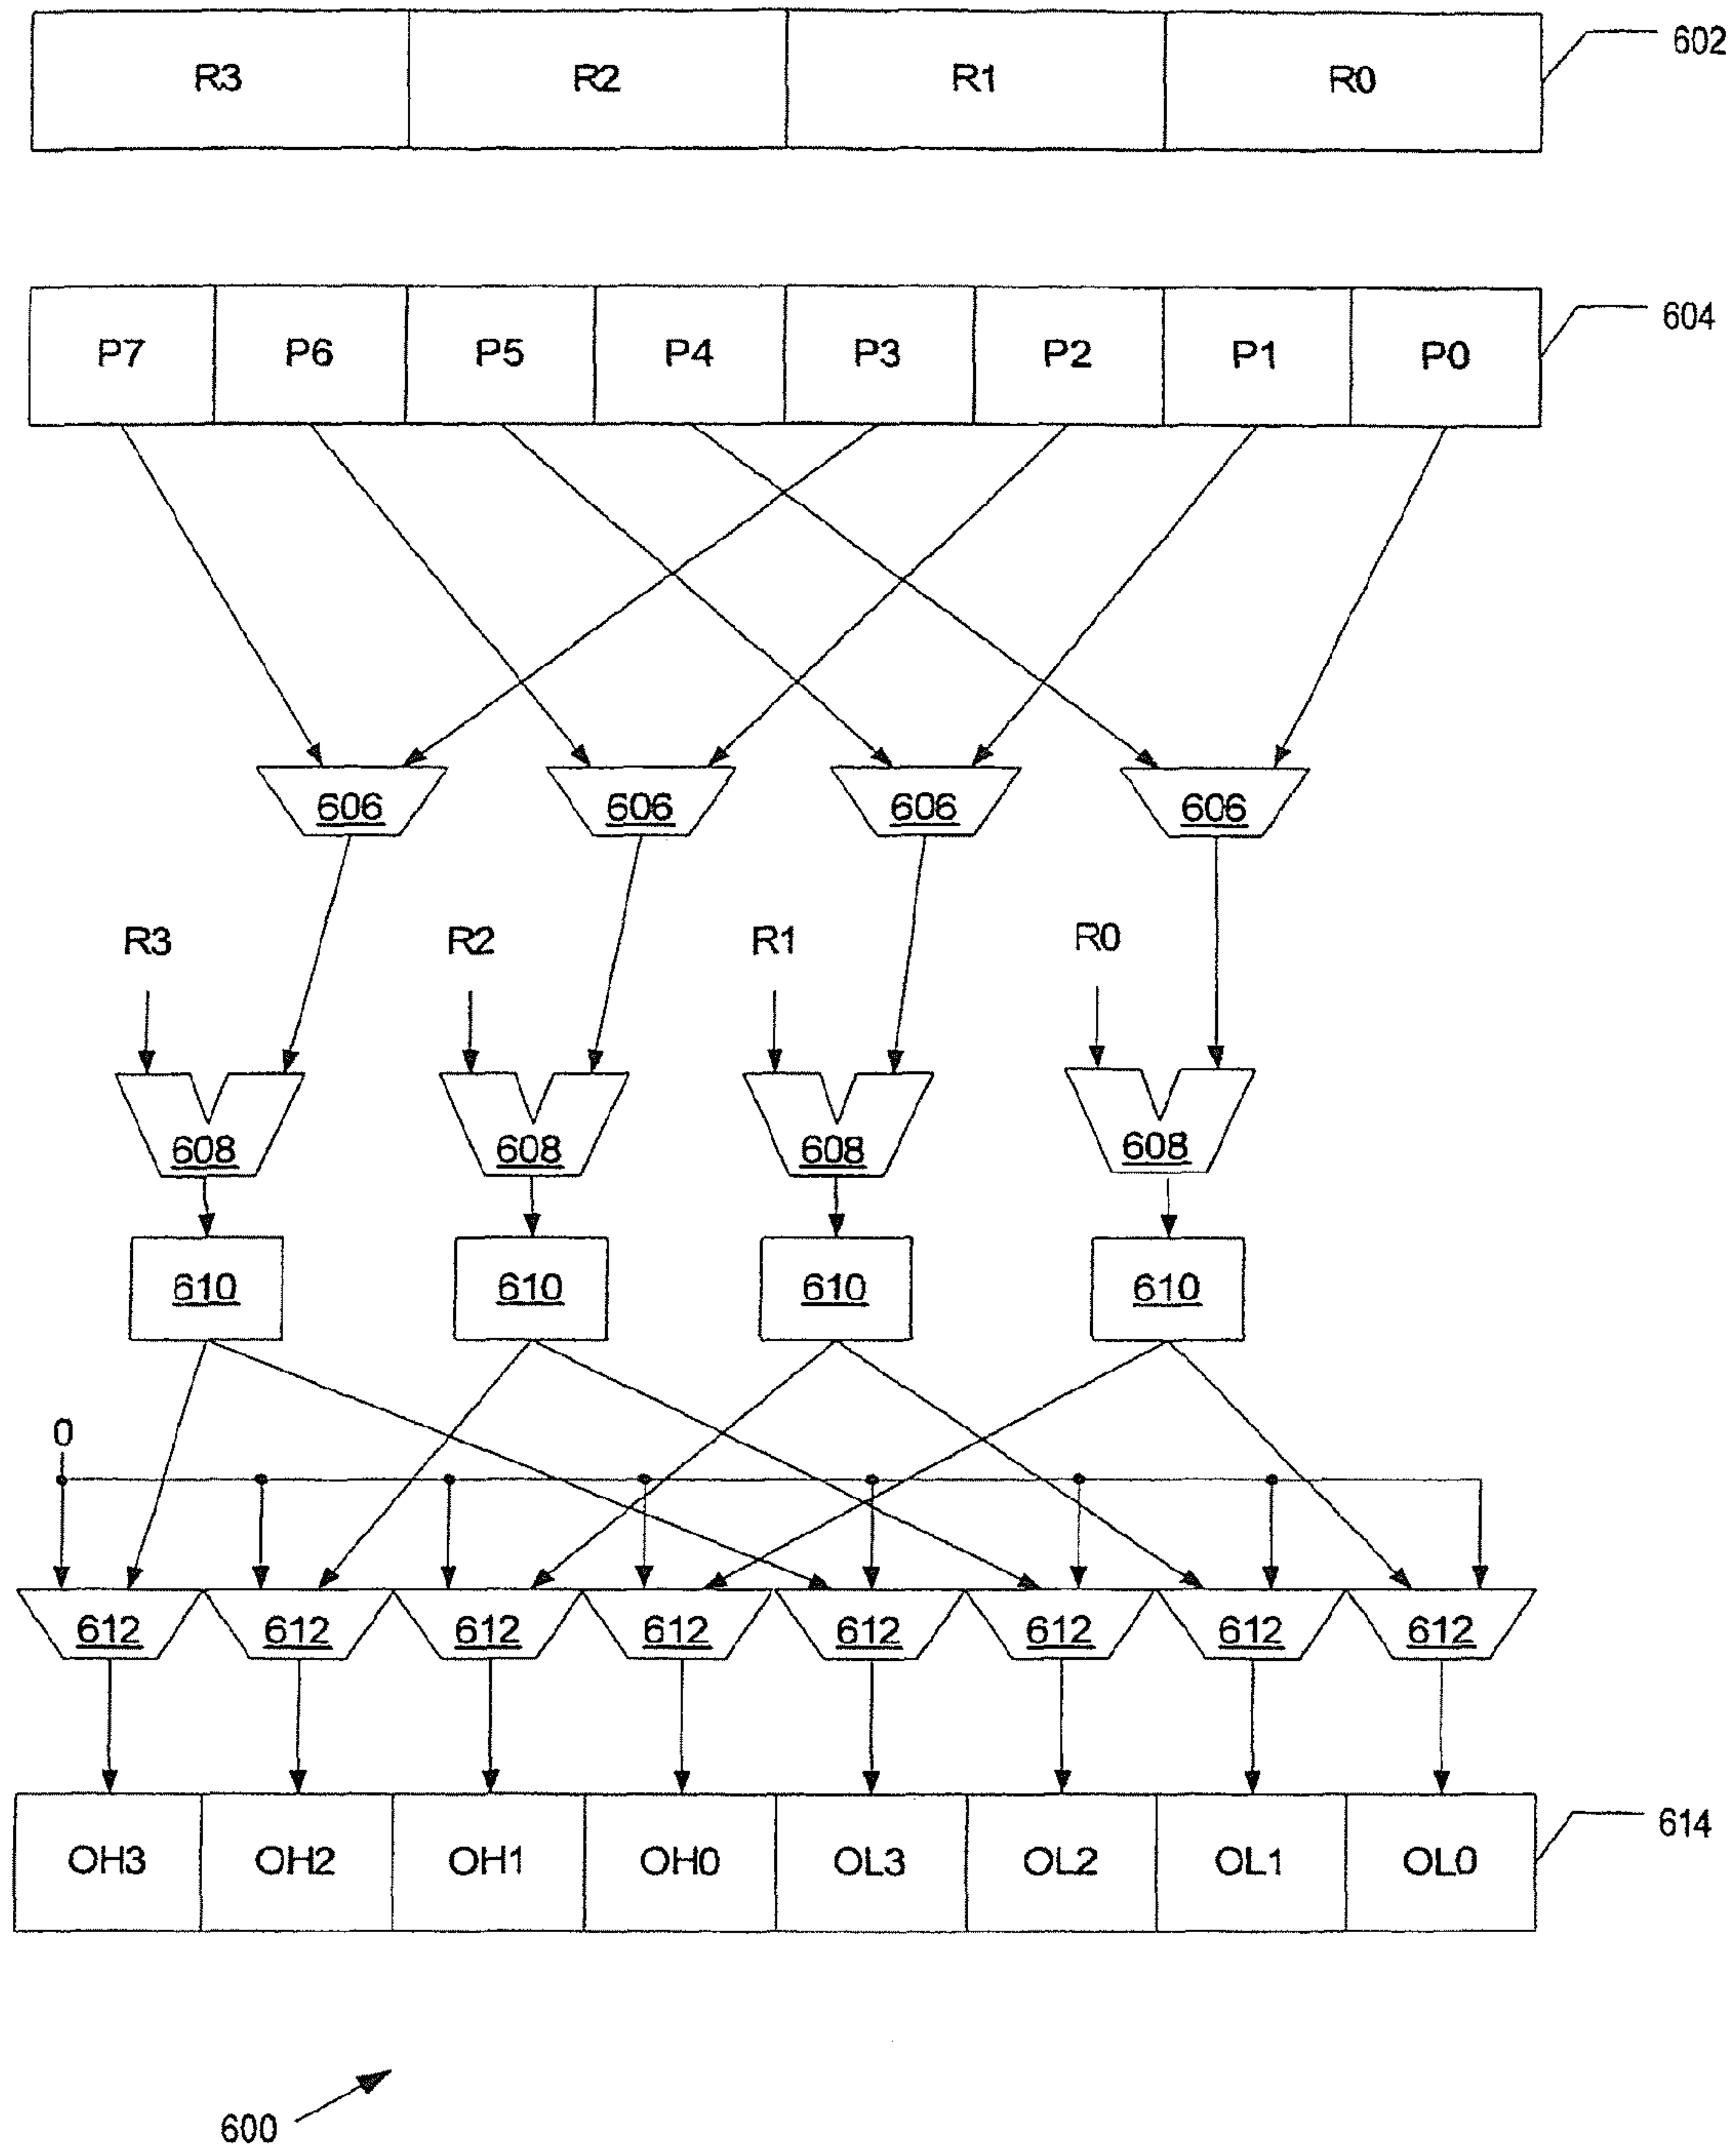 R3 R2 R1 R0 602
P7 P6 P5 P4 P3 P2 P1 P0 604
606 606 606 606
R3 R2 R1 R0
608 608 608 608
610 610 610 610
0
612 612 612 612 612 612 612 612
OH3 OH2 OH1 OH0 OL3 OL2 OL1 OL0 614
600